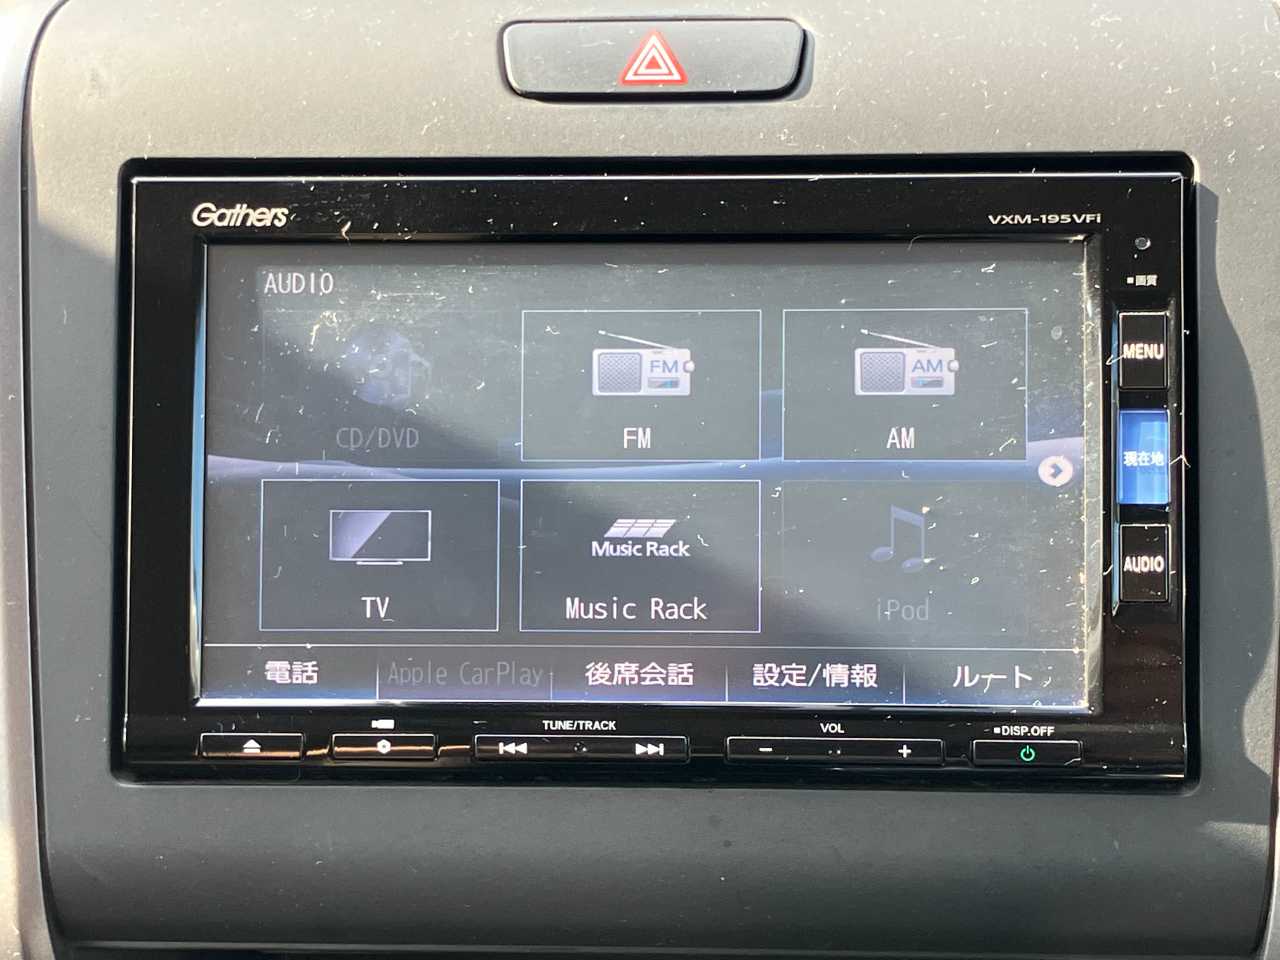 Gathers
VXM-195VFi
■画質
AUDIO
CD/DVD
FM
FM
AM
AM
TV
Music Rack
Music Rack
iPod
電話
Apple CarPlay
後席会話
設定/情報
ルート
MENU
現在地
AUDIO
TUNE/TRACK
VOL
■DISP.OFF